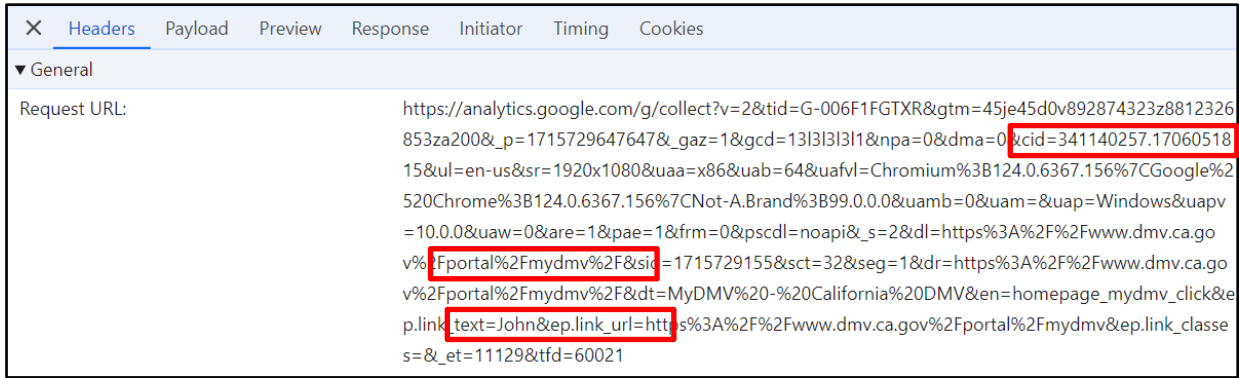 Headers Payload Preview Response Initiator Timing Cookies
▼ General
Request URL: https://analytics.google.com/g/collect?v=2&tid=G-006F1FGTXR&gtm=45je45d0v892874323z8812326
853za200&_p=1715729647647&_gaz=1&gcd=13l3l3l3l1&npa=0&dma=0&cid=341140257.17060518
15&ul=en-us&sr=1920x1080&uaa=x86&uab=64&uafvl=Chromium%3B124.0.6367.156%7CGoogle%2
520Chrome%3B124.0.6367.156%7CNot-A.Brand%3B99.0.0.0&uamb=0&uam=&uap=Windows&uapv
=10.0.0&uaw=0&are=1&pae=1&frm=0&pscdl=noapi&_s=2&dl=https%3A%2F%2Fwww.dmv.ca.go
v%2Fportal%2Fmydmv%2F&sid=1715729155&sct=32&seg=1&dr=https%3A%2F%2Fwww.dmv.ca.go
v%2Fportal%2Fmydmv%2F&dt=MyDMV%20-%20California%20DMV&en=homepage_mydmv_click&e
p.link_text=John&ep.link_url=https%3A%2F%2Fwww.dmv.ca.gov%2Fportal%2Fmydmv&ep.link_classe
s=&_et=11129&tfd=60021